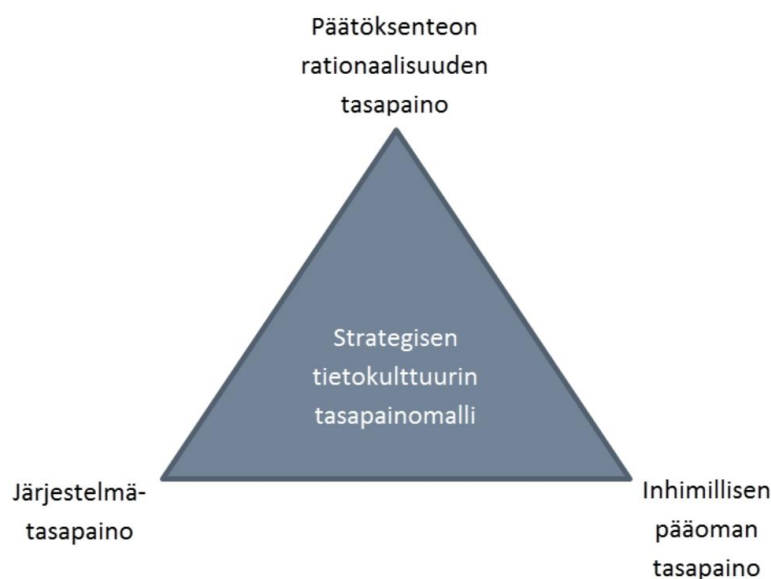 Päätöksenteon
rationaalisuuden
tasapaino
Strategisen
tietokulttuurin
tasapainomalli
Järjestelmä-
tasapaino
Inhimillisen
pääoman
tasapaino